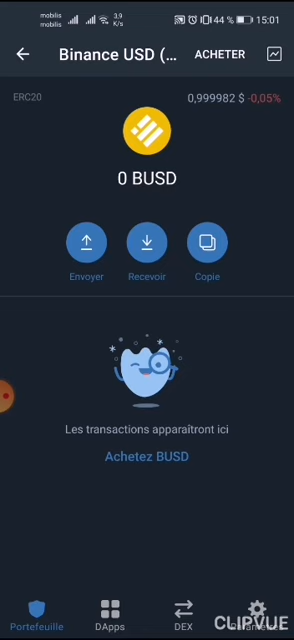 mobilis
mobilis
3,9
K/s
44 %
15:01
Binance USD (...
ACHETER
ERC20
0,999982 $ -0,05%
0 BUSD
Envoyer
Recevoir
Copie
Les transactions apparaîtront ici
Achetez BUSD
Portefeuille
DApps
DEX
Paramètres
CLIPVUE